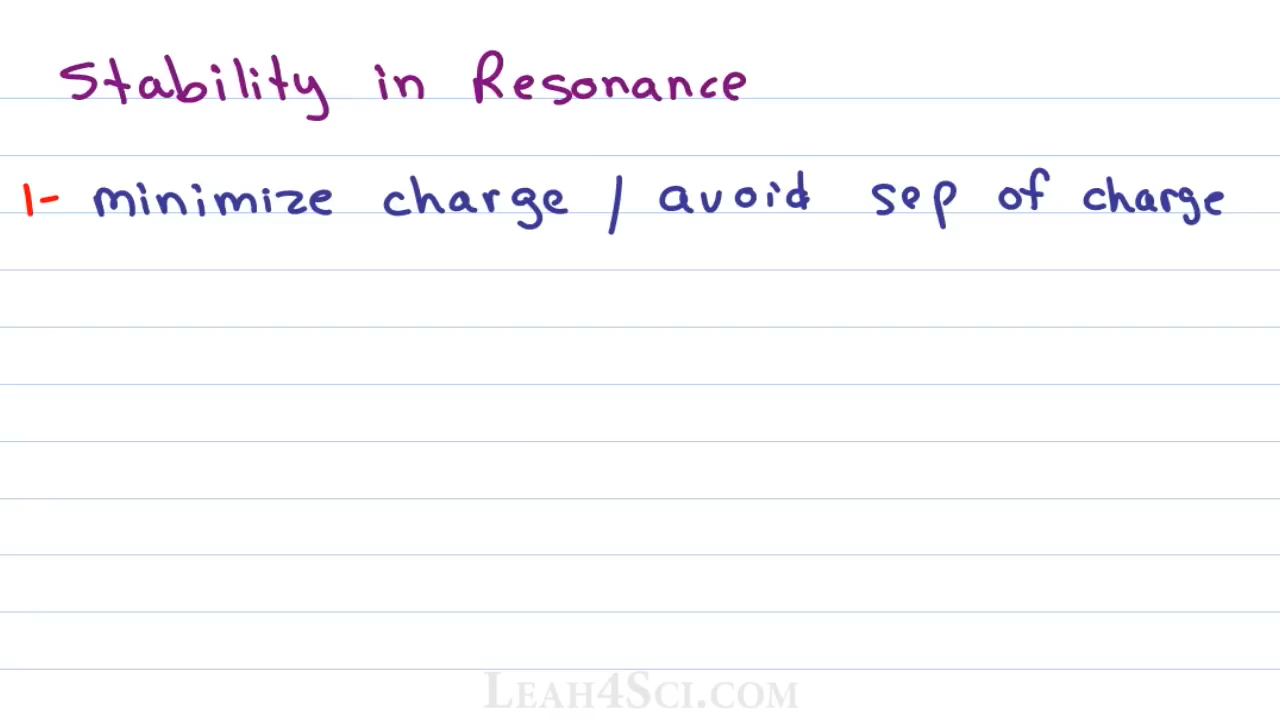 Stability in Resonance
1- minimize charge / avoid sep of charge
LEAH4SCI.COM